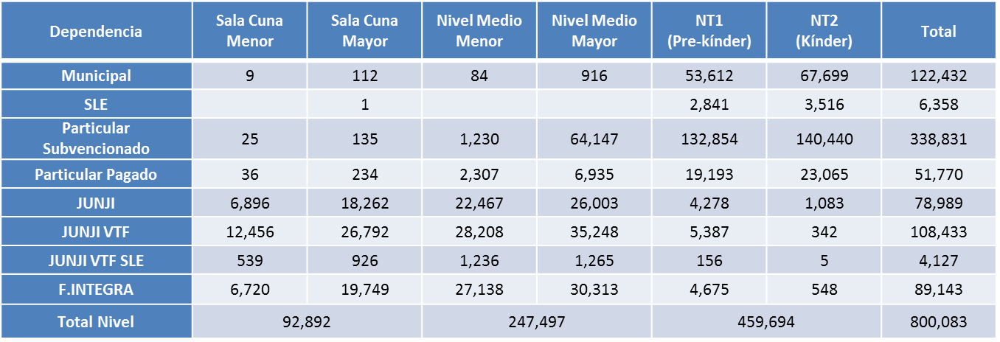 Dependencia Sala Cuna Menor Sala Cuna Mayor Nivel Medio Menor Nivel Medio Mayor NT1 (Pre-kínder) NT2 (Kínder) Total
Municipal 9 112 84 916 53,612 67,699 122,432
SLE 1 2,841 3,516 6,358
Particular Subvencionado 25 135 1,230 64,147 132,854 140,440 338,831
Particular Pagado 36 234 2,307 6,935 19,193 23,065 51,770
JUNJI 6,896 18,262 22,467 26,003 4,278 1,083 78,989
JUNJI VTF 12,456 26,792 28,208 35,248 5,387 342 108,433
JUNJI VTF SLE 539 926 1,236 1,265 156 5 4,127
F.INTEGRA 6,720 19,749 27,138 30,313 4,675 548 89,143
Total Nivel 92,892 247,497 459,694 800,083